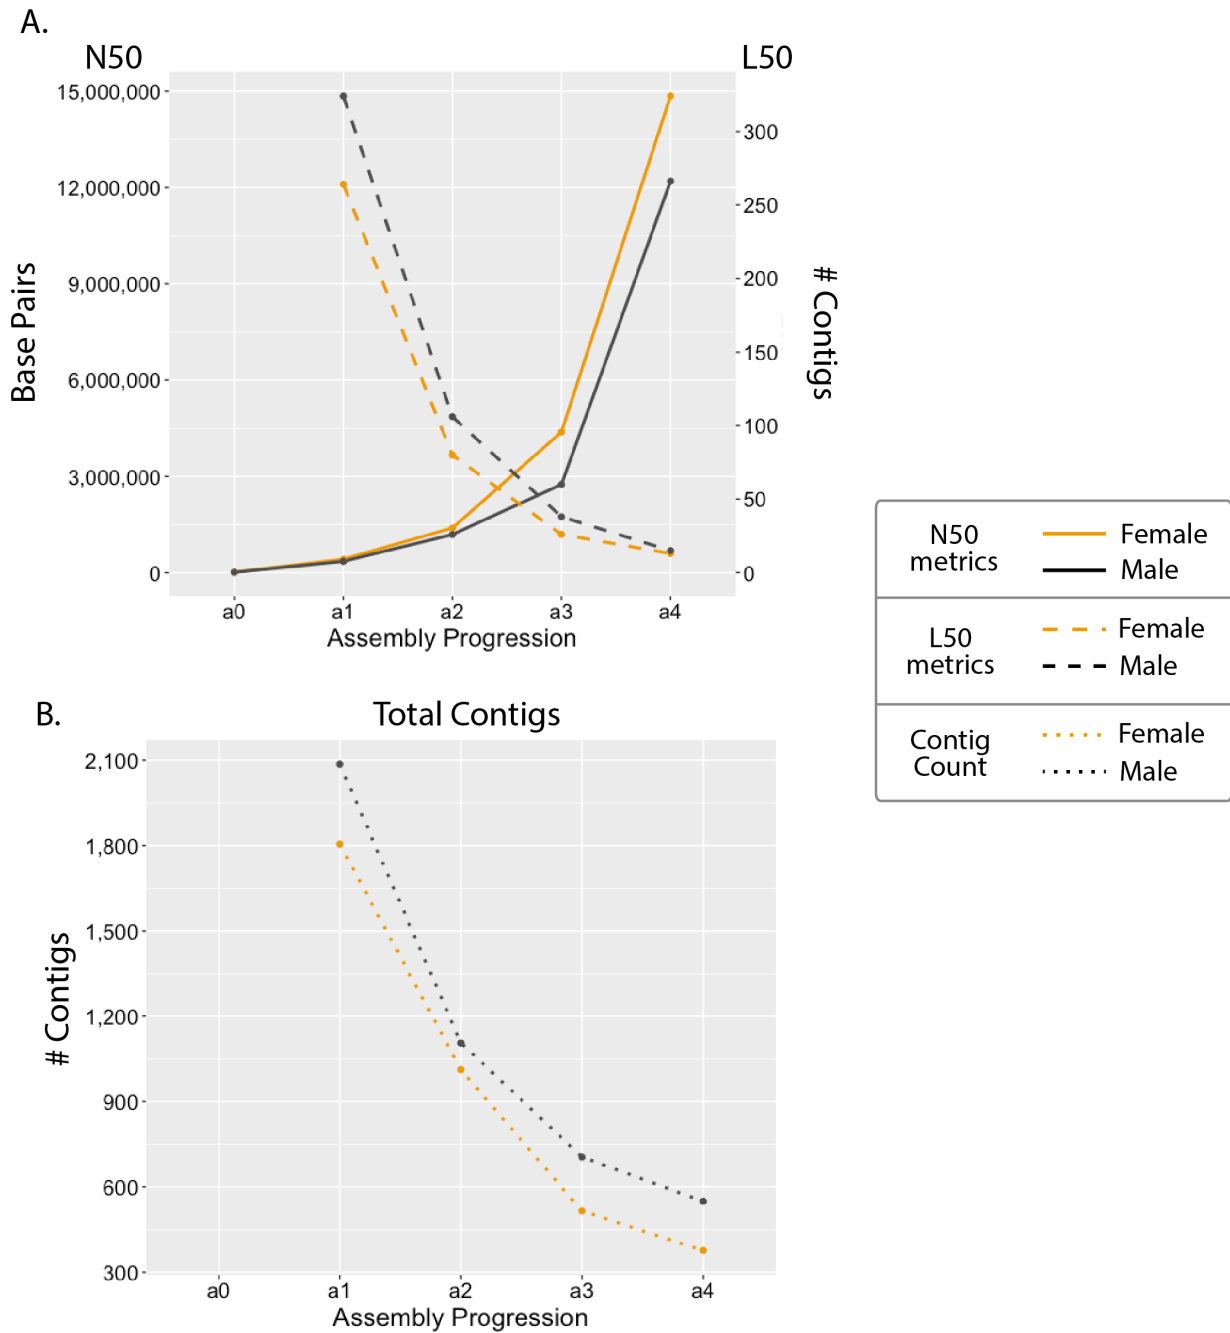 A.
N50
L50
15,000,000
12,000,000
9,000,000
6,000,000
3,000,000
0
Base Pairs
300
250
200
150
100
50
0
# Contigs
a0 a1 a2 a3 a4
Assembly Progression
N50
metrics
Female
Male
L50
metrics
Female
Male
Contig
Count
Female
Male
B.
Total Contigs
2,100
1,800
1,500
1,200
900
600
300
# Contigs
a0 a1 a2 a3 a4
Assembly Progression